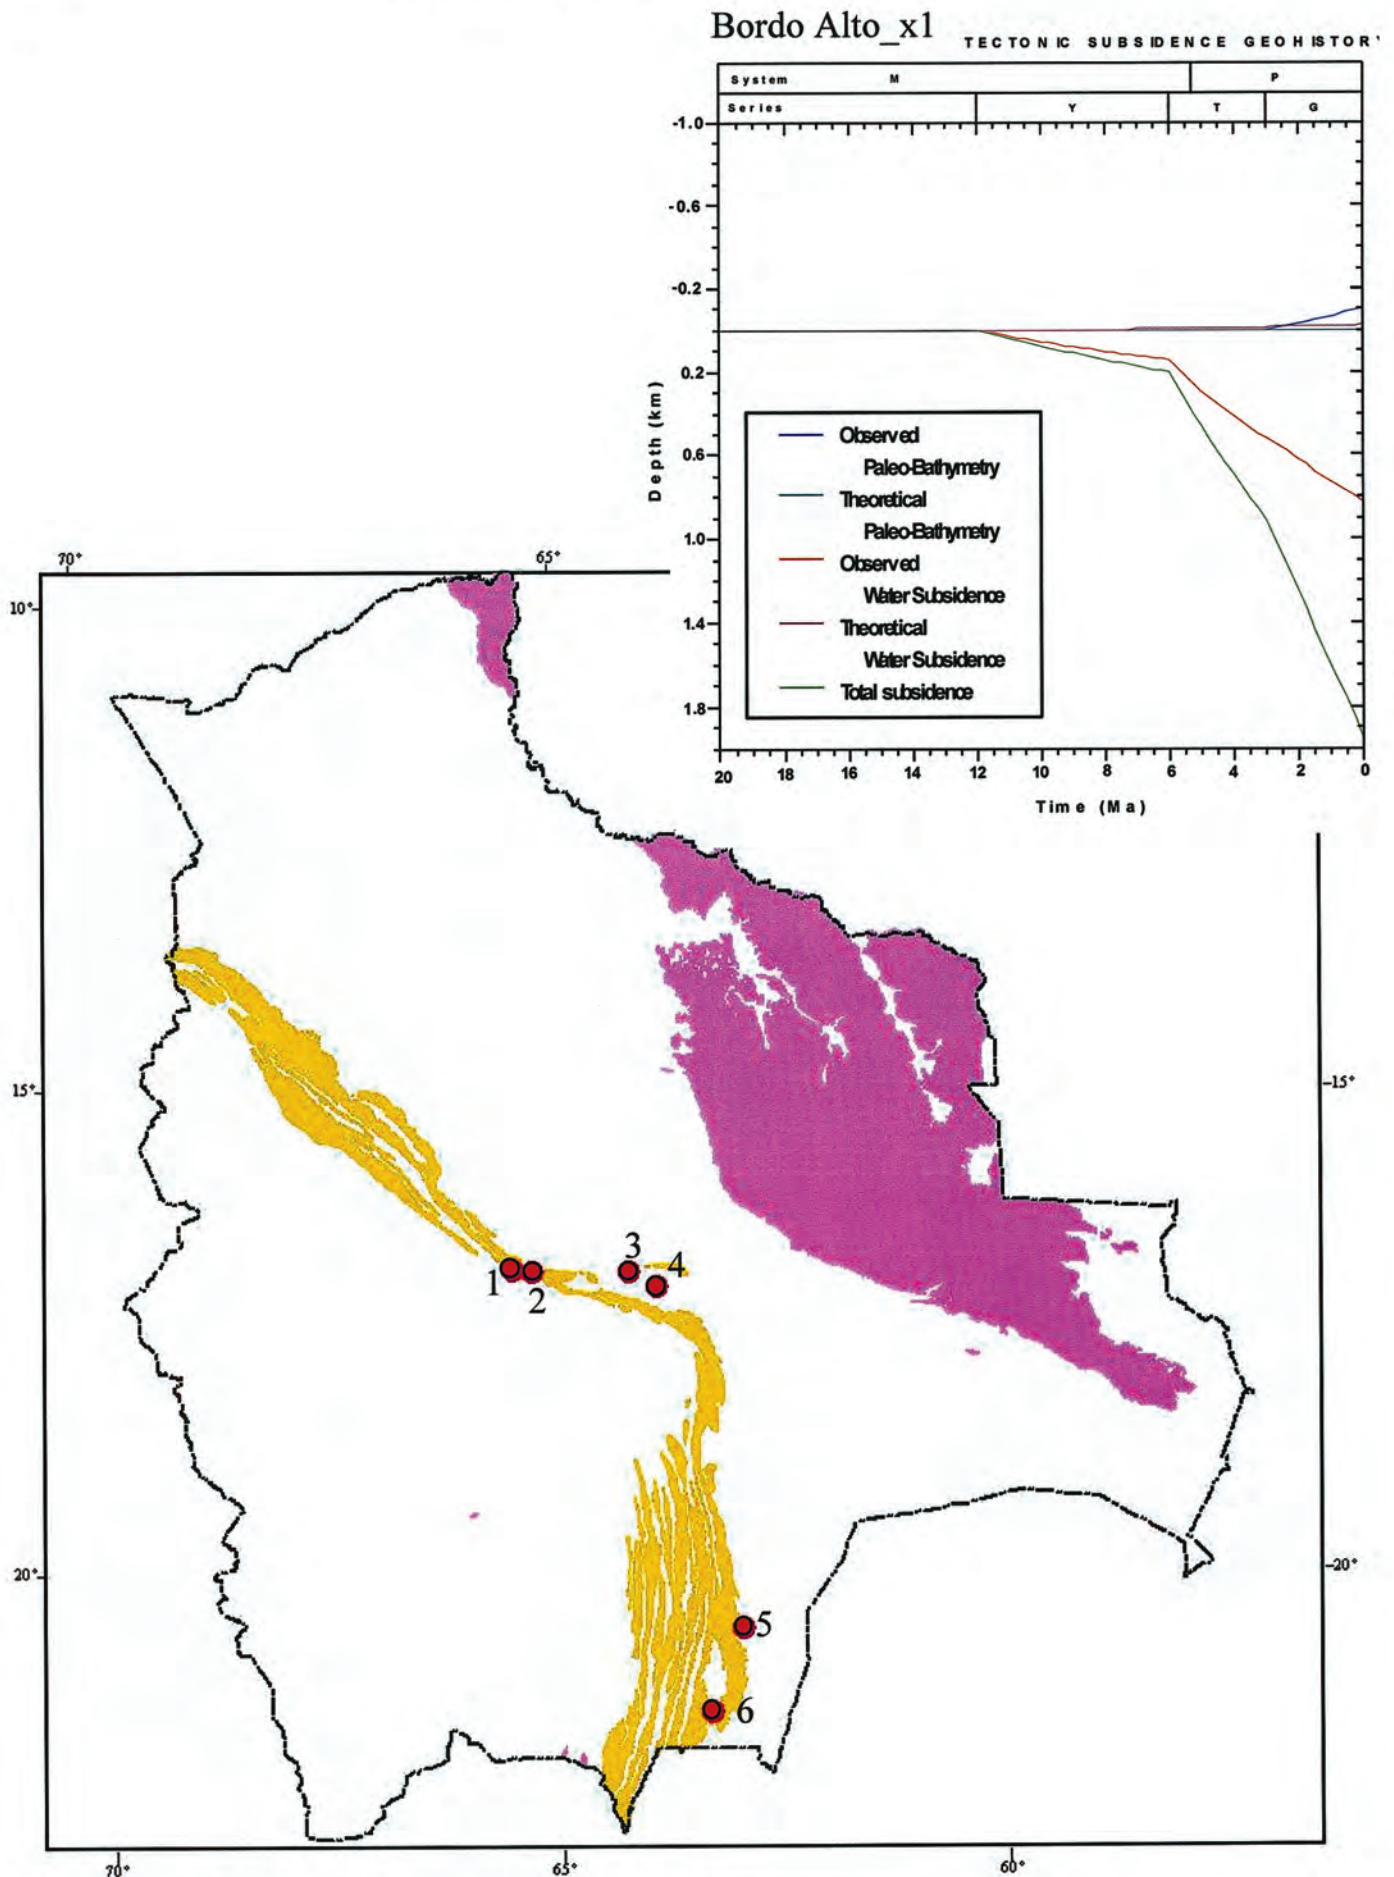 Bordo Alto_x1
TECTONIC SUBSIDENCE GEOHISTOR
System M P
Series Y T G
-1.0
-0.6
-0.2
0.2
0.6
1.0
1.4
1.8
Depth (km)
Observed
Paleo-Bathymetry
Theoretical
Paleo-Bathymetry
Observed
Water Subsidence
Theoretical
Water Subsidence
Total subsidence
20 18 16 14 12 10 8 6 4 2 0
Time (Ma)
70° 65°
10°
15° 15°
3
4
1
2
20° 20°
5
6
70° 65° 60°